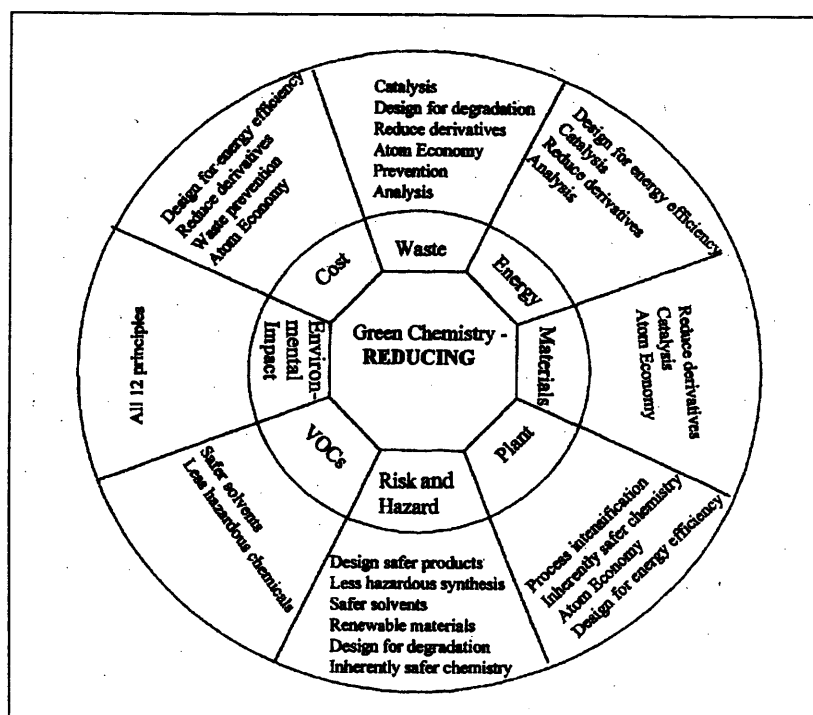 Green Chemistry -
REDUCING
Waste
Catalysis
Design for degradation
Reduce derivatives
Atom Economy
Prevention
Analysis
Energy
Design for energy efficiency
Catalysis
Reduce derivatives
Analysis
Materials
Reduce derivatives
Catalysis
Atom Economy
Plant
Process intensification
Inherently safer chemistry
Atom Economy
Design for energy efficiency
Risk and
Hazard
Design safer products
Less hazardous synthesis
Safer solvents
Renewable materials
Design for degradation
Inherently safer chemistry
VOCs
Safer solvents
Less hazardous chemicals
Environ-
mental
Impact
All 12 principles
Cost
Design for energy efficiency
Reduce derivatives
Waste prevention
Atom Economy